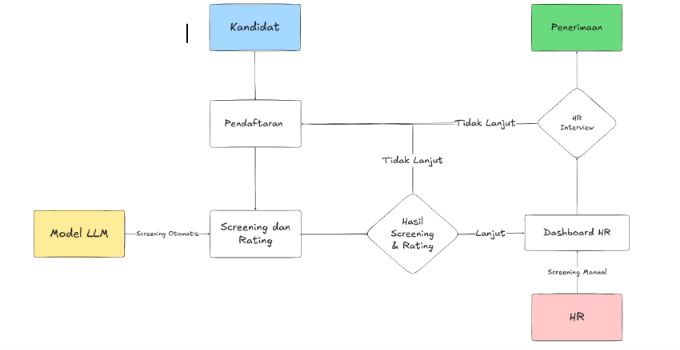 Kandidat
Penerimaan
Pendaftaran
Tidak Lanjut
HR
Interview
Tidak Lanjut
Model LLM
Screening Otomatis
Screening dan
Rating
Hasil
Screening
& Rating
Lanjut
Dashboard HR
Screening Manual
HR